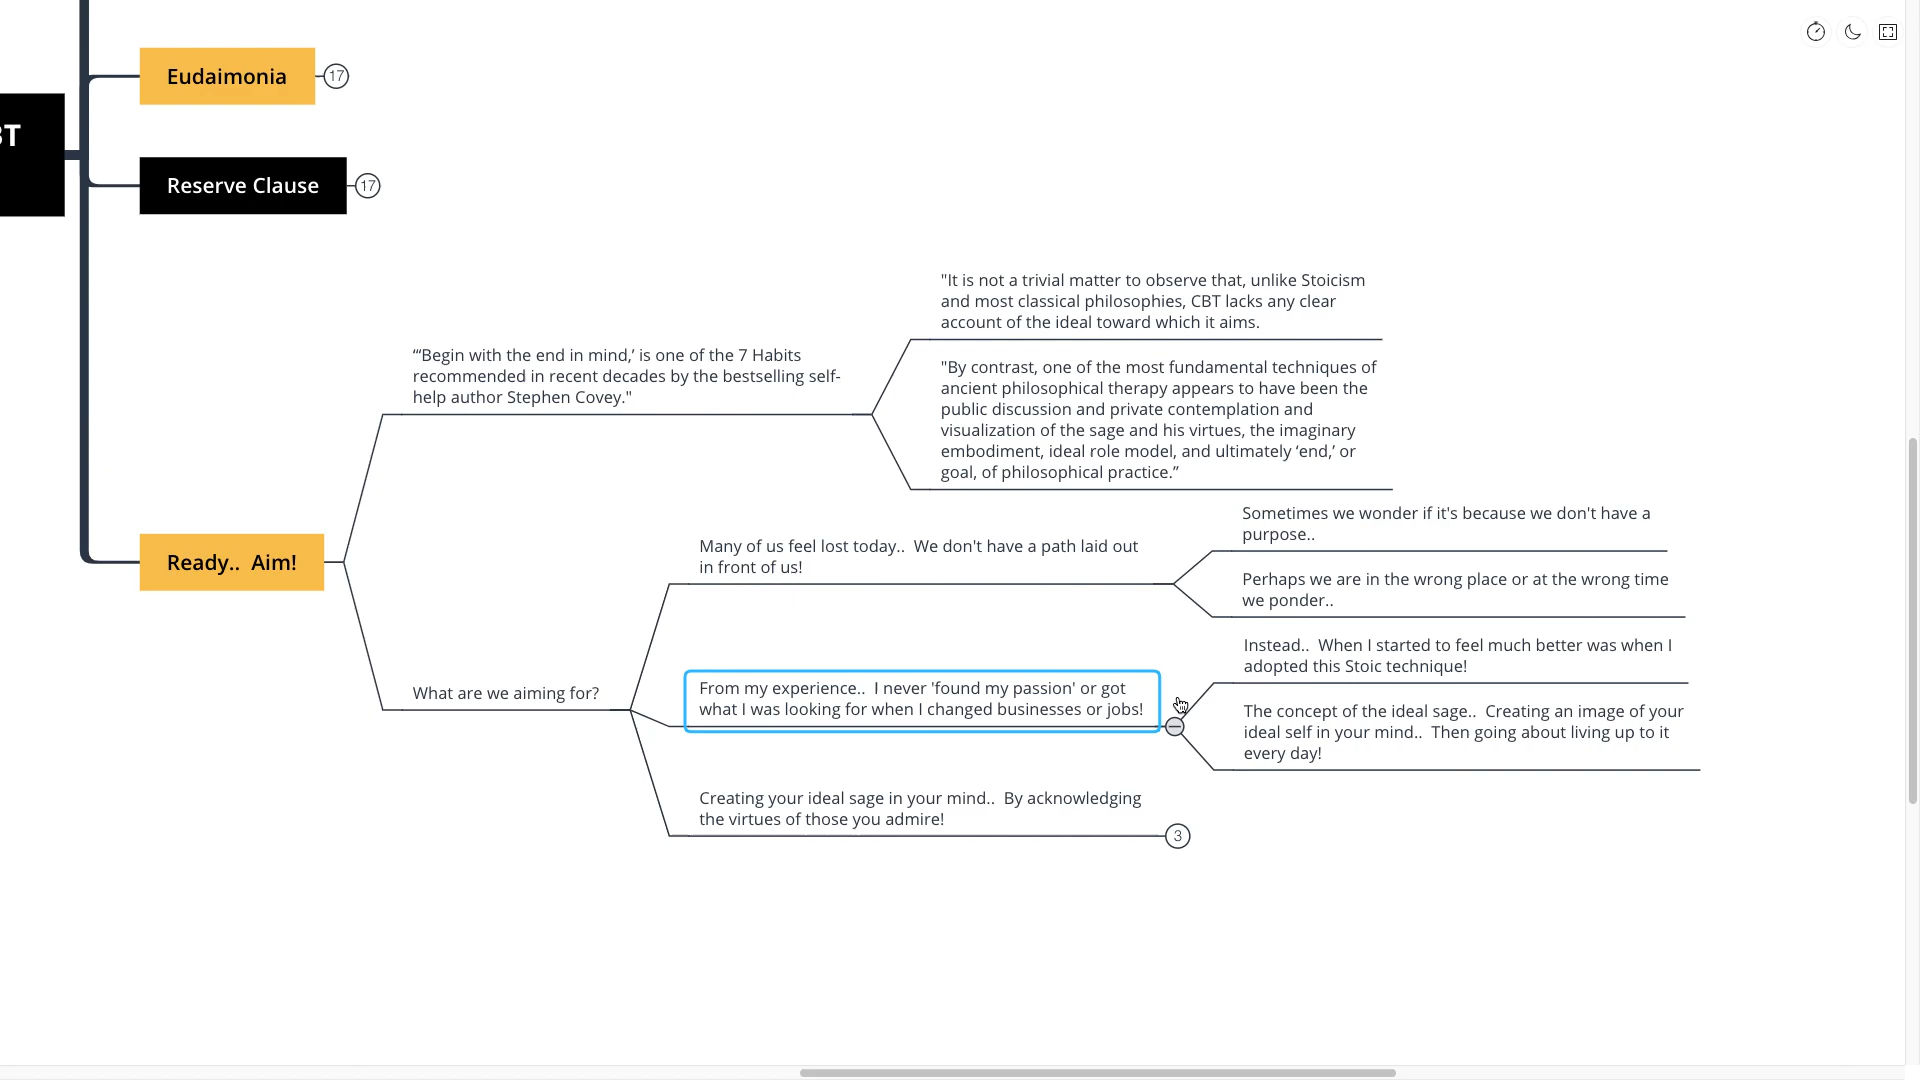 BT
Eudaimonia
17
Reserve Clause
17
Ready..  Aim!
“‘Begin with the end in mind,’ is one of the 7 Habits
recommended in recent decades by the bestselling self-
help author Stephen Covey."
"It is not a trivial matter to observe that, unlike Stoicism
and most classical philosophies, CBT lacks any clear
account of the ideal toward which it aims.
"By contrast, one of the most fundamental techniques of
ancient philosophical therapy appears to have been the
public discussion and private contemplation and
visualization of the sage and his virtues, the imaginary
embodiment, ideal role model, and ultimately ‘end,’ or
goal, of philosophical practice.”
What are we aiming for?
Many of us feel lost today..  We don't have a path laid out
in front of us!
Sometimes we wonder if it's because we don't have a
purpose..
Perhaps we are in the wrong place or at the wrong time
we ponder..
From my experience..  I never 'found my passion' or got
what I was looking for when I changed businesses or jobs!
Instead..  When I started to feel much better was when I
adopted this Stoic technique!
The concept of the ideal sage..  Creating an image of your
ideal self in your mind..  Then going about living up to it
every day!
Creating your ideal sage in your mind..  By acknowledging
the virtues of those you admire!
3